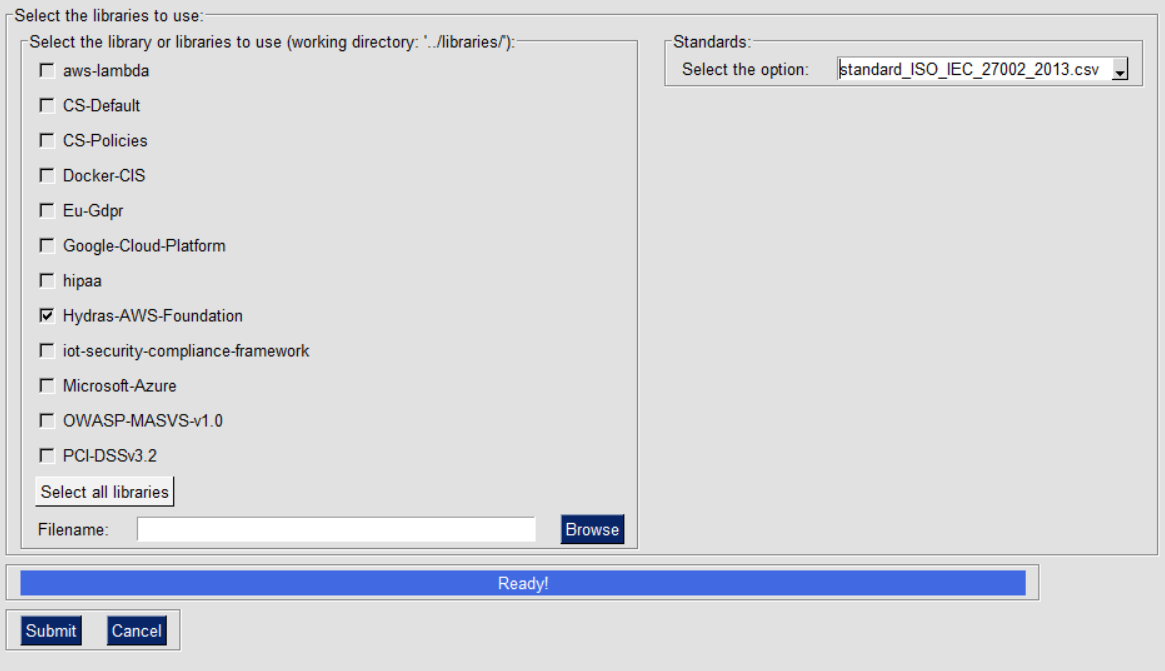 Select the libraries to use:
Select the library or libraries to use (working directory: '../libraries/'):
aws-lambda
CS-Default
CS-Policies
Docker-CIS
Eu-Gdpr
Google-Cloud-Platform
hipaa
Hydras-AWS-Foundation
iot-security-compliance-framework
Microsoft-Azure
OWASP-MASVS-v1.0
PCI-DSSv3.2
Select all libraries
Filename:
Browse
Standards:
Select the option: standard_ISO_IEC_27002_2013.csv
Ready!
Submit Cancel